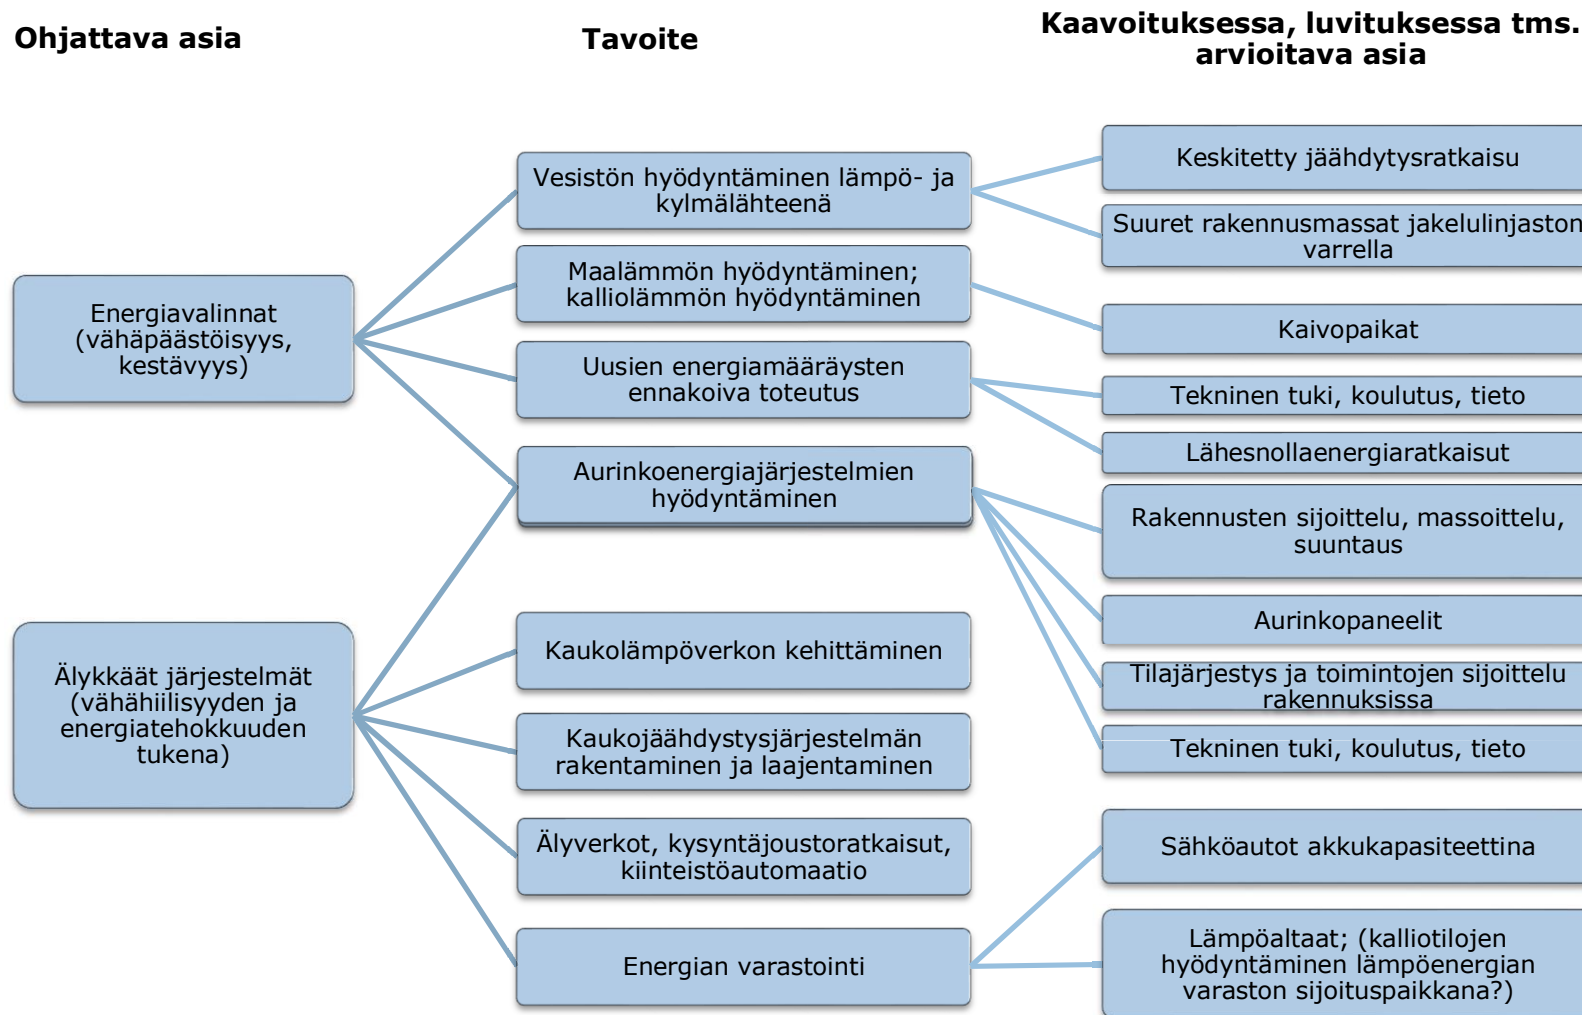 Ohjattava asia
Tavoite
Kaavoituksessa, luvituksessa tms.
arvioitava asia
Energiavalinnat
(vähäpäästöisyys,
kestävyys)
Älykkäät järjestelmät
(vähähiilisyyden ja
energiatehokkuuden
tukena)
Vesistön hyödyntäminen lämpö- ja
kylmälähteenä
Maalämmön hyödyntäminen;
kalliolämmön hyödyntäminen
Uusien energiamääräysten
ennakoiva toteutus
Aurinkoenergiajärjestelmien
hyödyntäminen
Kaukolämpöverkon kehittäminen
Kaukojäähdystysjärjestelmän
rakentaminen ja laajentaminen
Älyverkot, kysyntäjoustoratkaisut,
kiinteistöautomaatio
Energian varastointi
Keskitetty jäähdytysratkaisu
Suuret rakennusmassat jakelulinjaston
varrella
Kaivopaikat
Tekninen tuki, koulutus, tieto
Lähesnollaenergiaratkaisut
Rakennusten sijoittelu, massoittelu,
suuntaus
Aurinkopaneelit
Tilajärjestys ja toimintojen sijoittelu
rakennuksissa
Tekninen tuki, koulutus, tieto
Sähköautot akkukapasiteettina
Lämpöaltaat; (kalliotilojen
hyödyntäminen lämpöenergian
varaston sijoituspaikkana?)